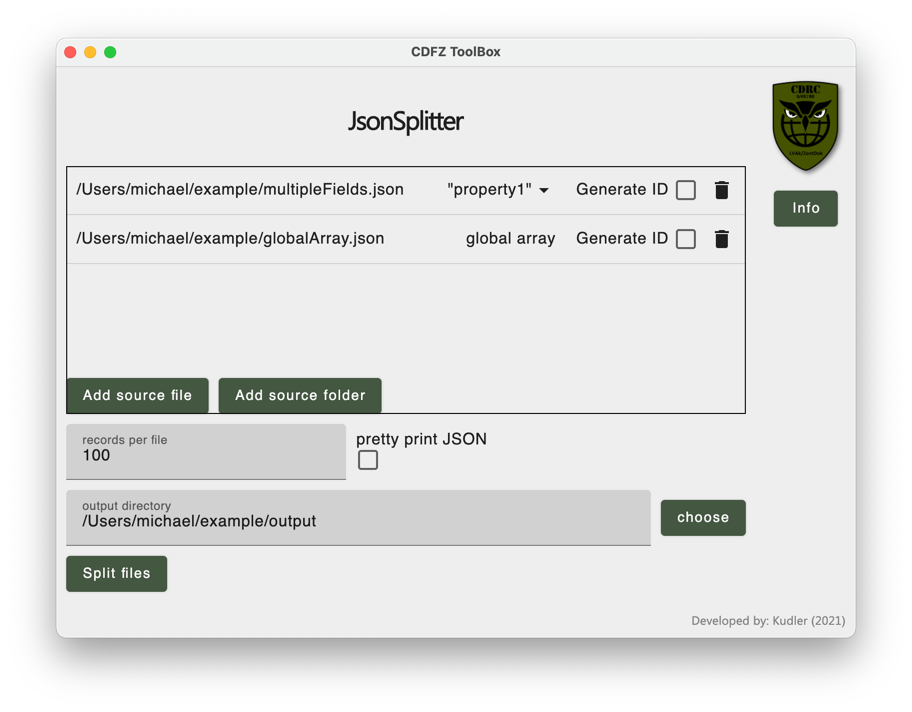 CDFZ ToolBox
CDRC
JsonSplitter
/Users/michael/example/multipleFields.json "property1" Generate ID
Info
/Users/michael/example/globalArray.json global array Generate ID
Add source file Add source folder
records per file
100
pretty print JSON
output directory
/Users/michael/example/output
choose
Split files
Developed by: Kudler (2021)